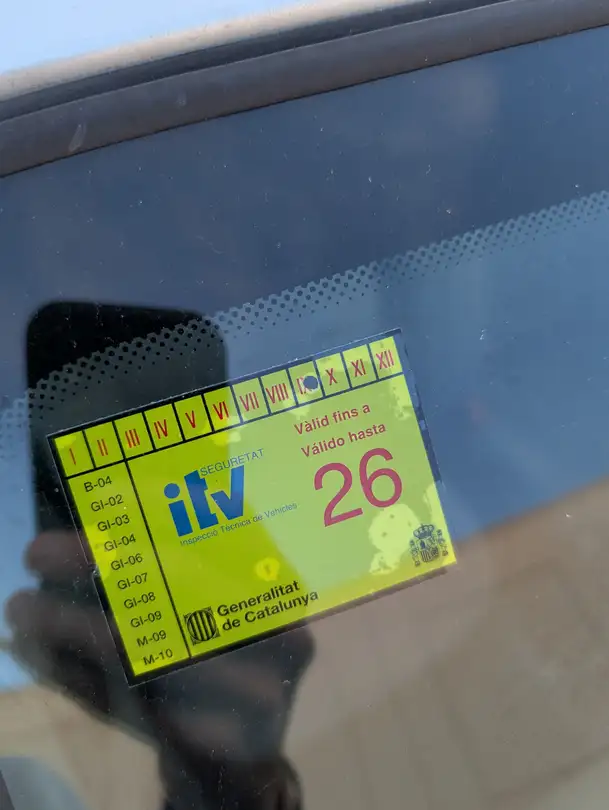 I II III IV V VI VII VIII IX X XI XII
B-04
GI-02
GI-03
GI-04
GI-06
GI-07
GI-08
GI-09
M-09
M-10
SEGURETAT
itv
Inspecció Tècnica de Vehicles
Vàlid fins a
Válido hasta
26
Generalitat
de Catalunya